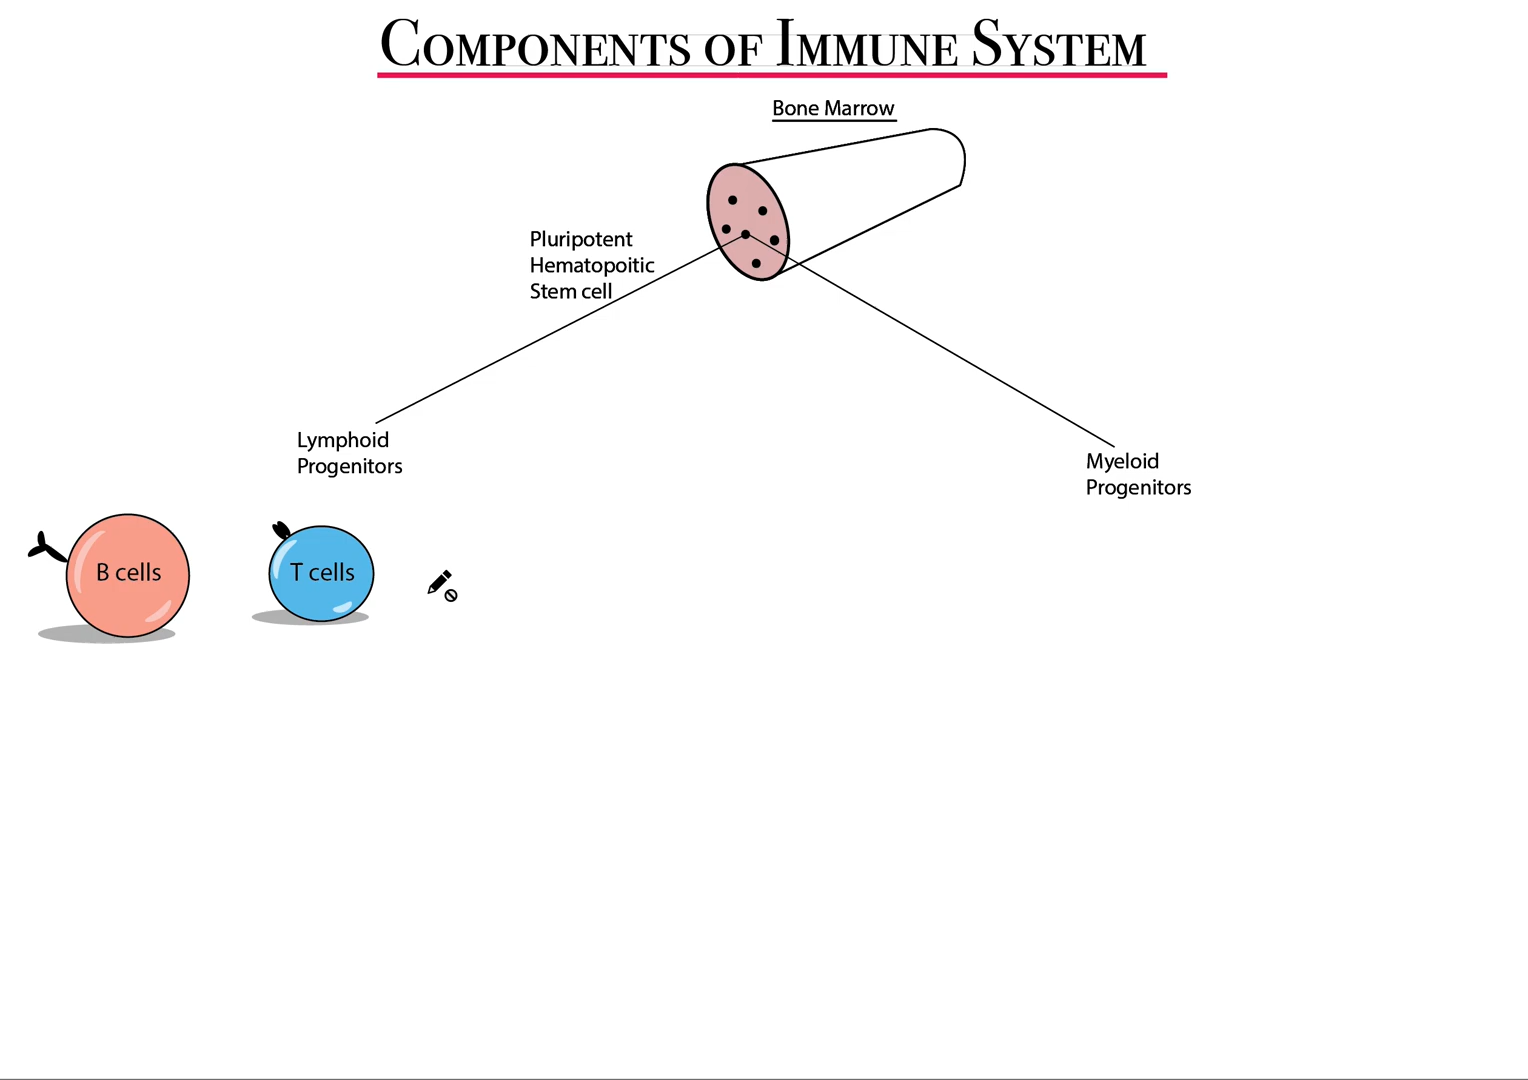 Components of Immune System
Bone Marrow
Pluripotent
Hematopoitic
Stem cell
Lymphoid
Progenitors
Myeloid
Progenitors
B cells
T cells